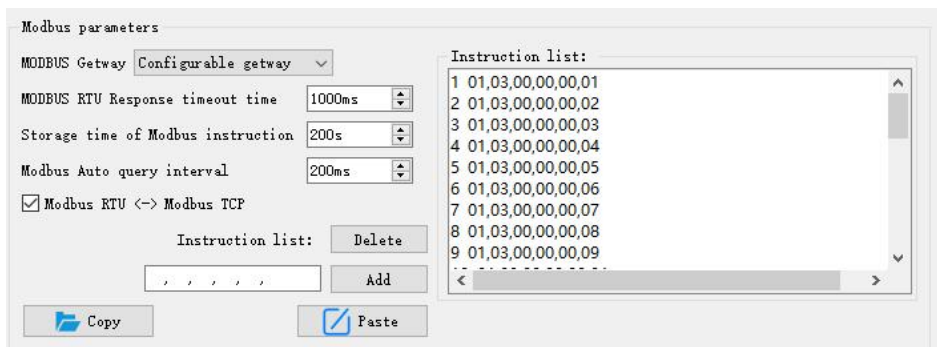 Modbus parameters
MODBUS Getway Configurable getway
MODBUS RTU Response timeout time 1000ms
Storage time of Modbus instruction 200s
Modbus Auto query interval 200ms
Modbus RTU <-> Modbus TCP
Instruction list: Delete
, , , , , Add
Copy Paste
Instruction list:
1 01,03,00,00,00,01
2 01,03,00,00,00,02
3 01,03,00,00,00,03
4 01,03,00,00,00,04
5 01,03,00,00,00,05
6 01,03,00,00,00,06
7 01,03,00,00,00,07
8 01,03,00,00,00,08
9 01,03,00,00,00,09